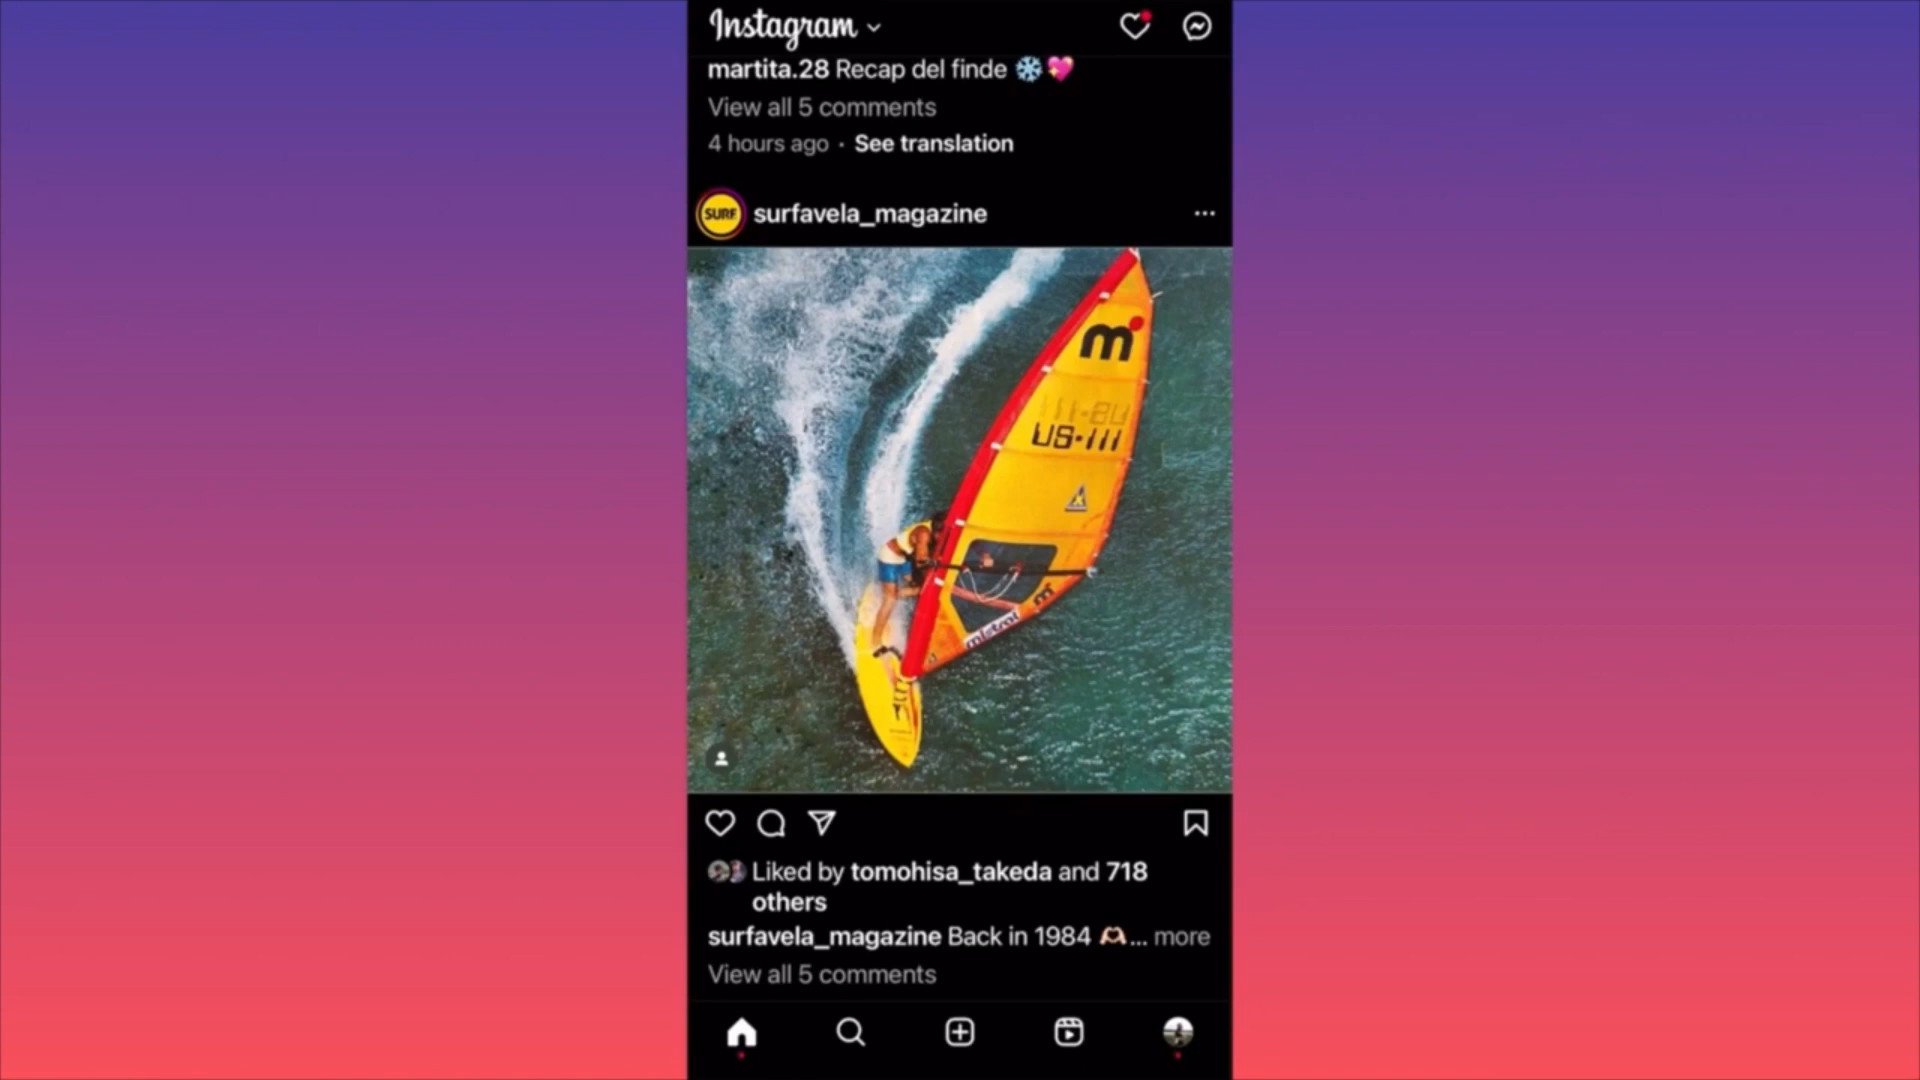 Instagram
martita.28 Recap del finde ❄️💖
View all 5 comments
4 hours ago · See translation
SURF
surfavela_magazine
m
US·111
mistral
Liked by tomohisa_takeda and 718
others
surfavela_magazine Back in 1984 🫶🏻... more
View all 5 comments